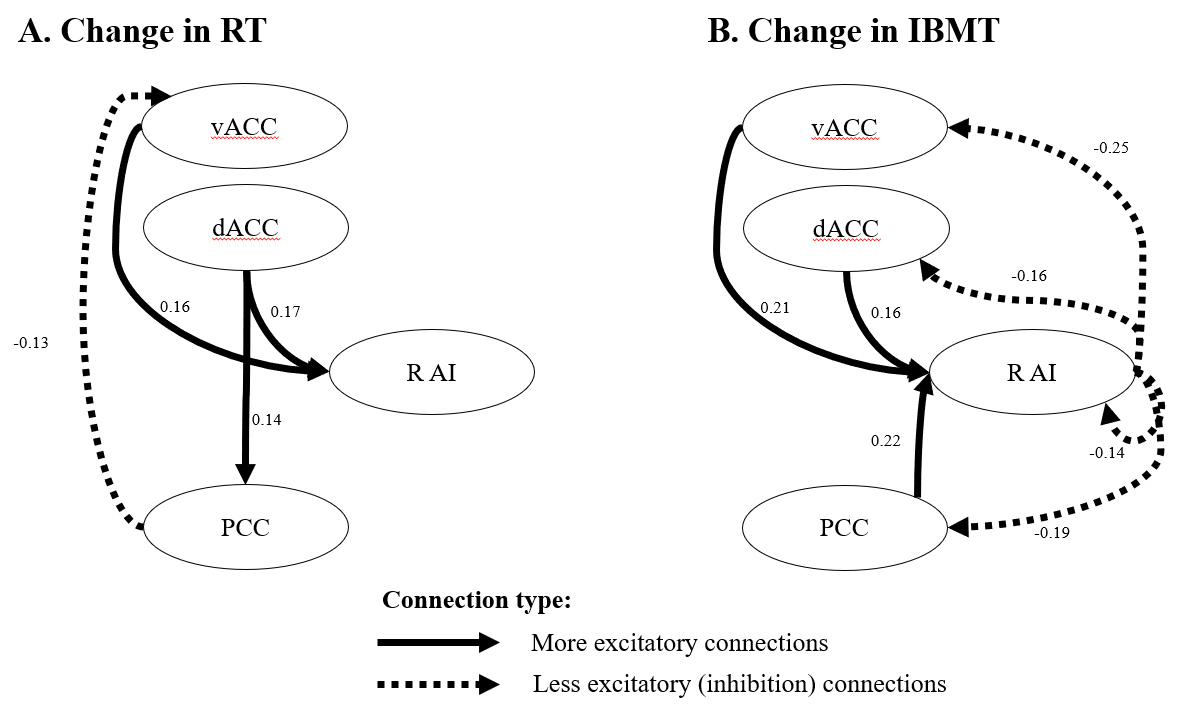 A. Change in RT
vACC
dACC
0.16
0.17
-0.13
R AI
0.14
PCC
B. Change in IBMT
vACC
-0.25
dACC
-0.16
0.21
0.16
R AI
0.22
-0.14
PCC
-0.19
Connection type:
More excitatory connections
Less excitatory (inhibition) connections